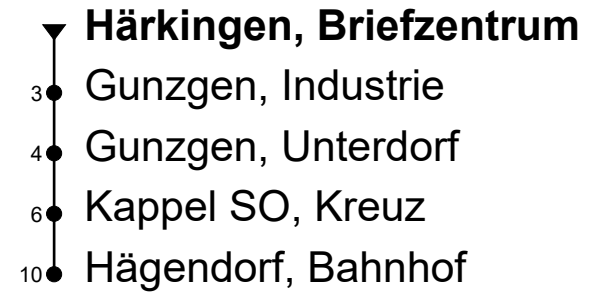 Härkingen, Briefzentrum
3 Gunzgen, Industrie
4 Gunzgen, Unterdorf
6 Kappel SO, Kreuz
10 Hägendorf, Bahnhof